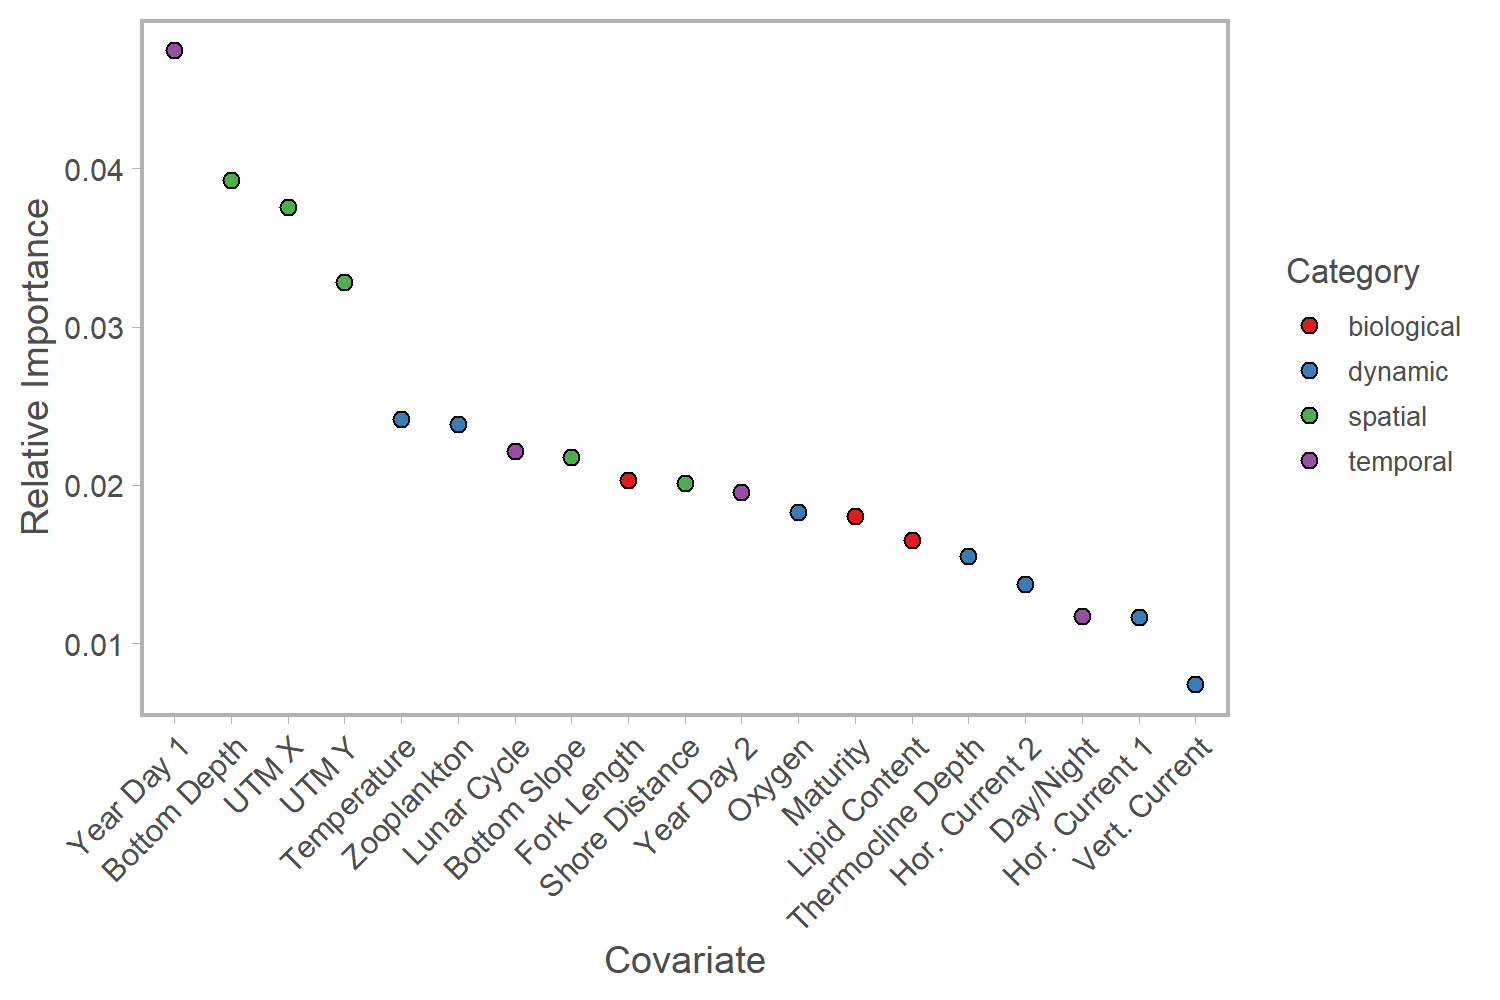 Relative Importance
0.04
0.03
0.02
0.01
Year Day 1
Bottom Depth
UTM X
UTM Y
Temperature
Zooplankton
Lunar Cycle
Bottom Slope
Fork Length
Shore Distance
Year Day 2
Oxygen
Maturity
Lipid Content
Thermocline Depth
Hor. Current 2
Day/Night
Hor. Current 1
Vert. Current
Covariate
Category
biological
dynamic
spatial
temporal